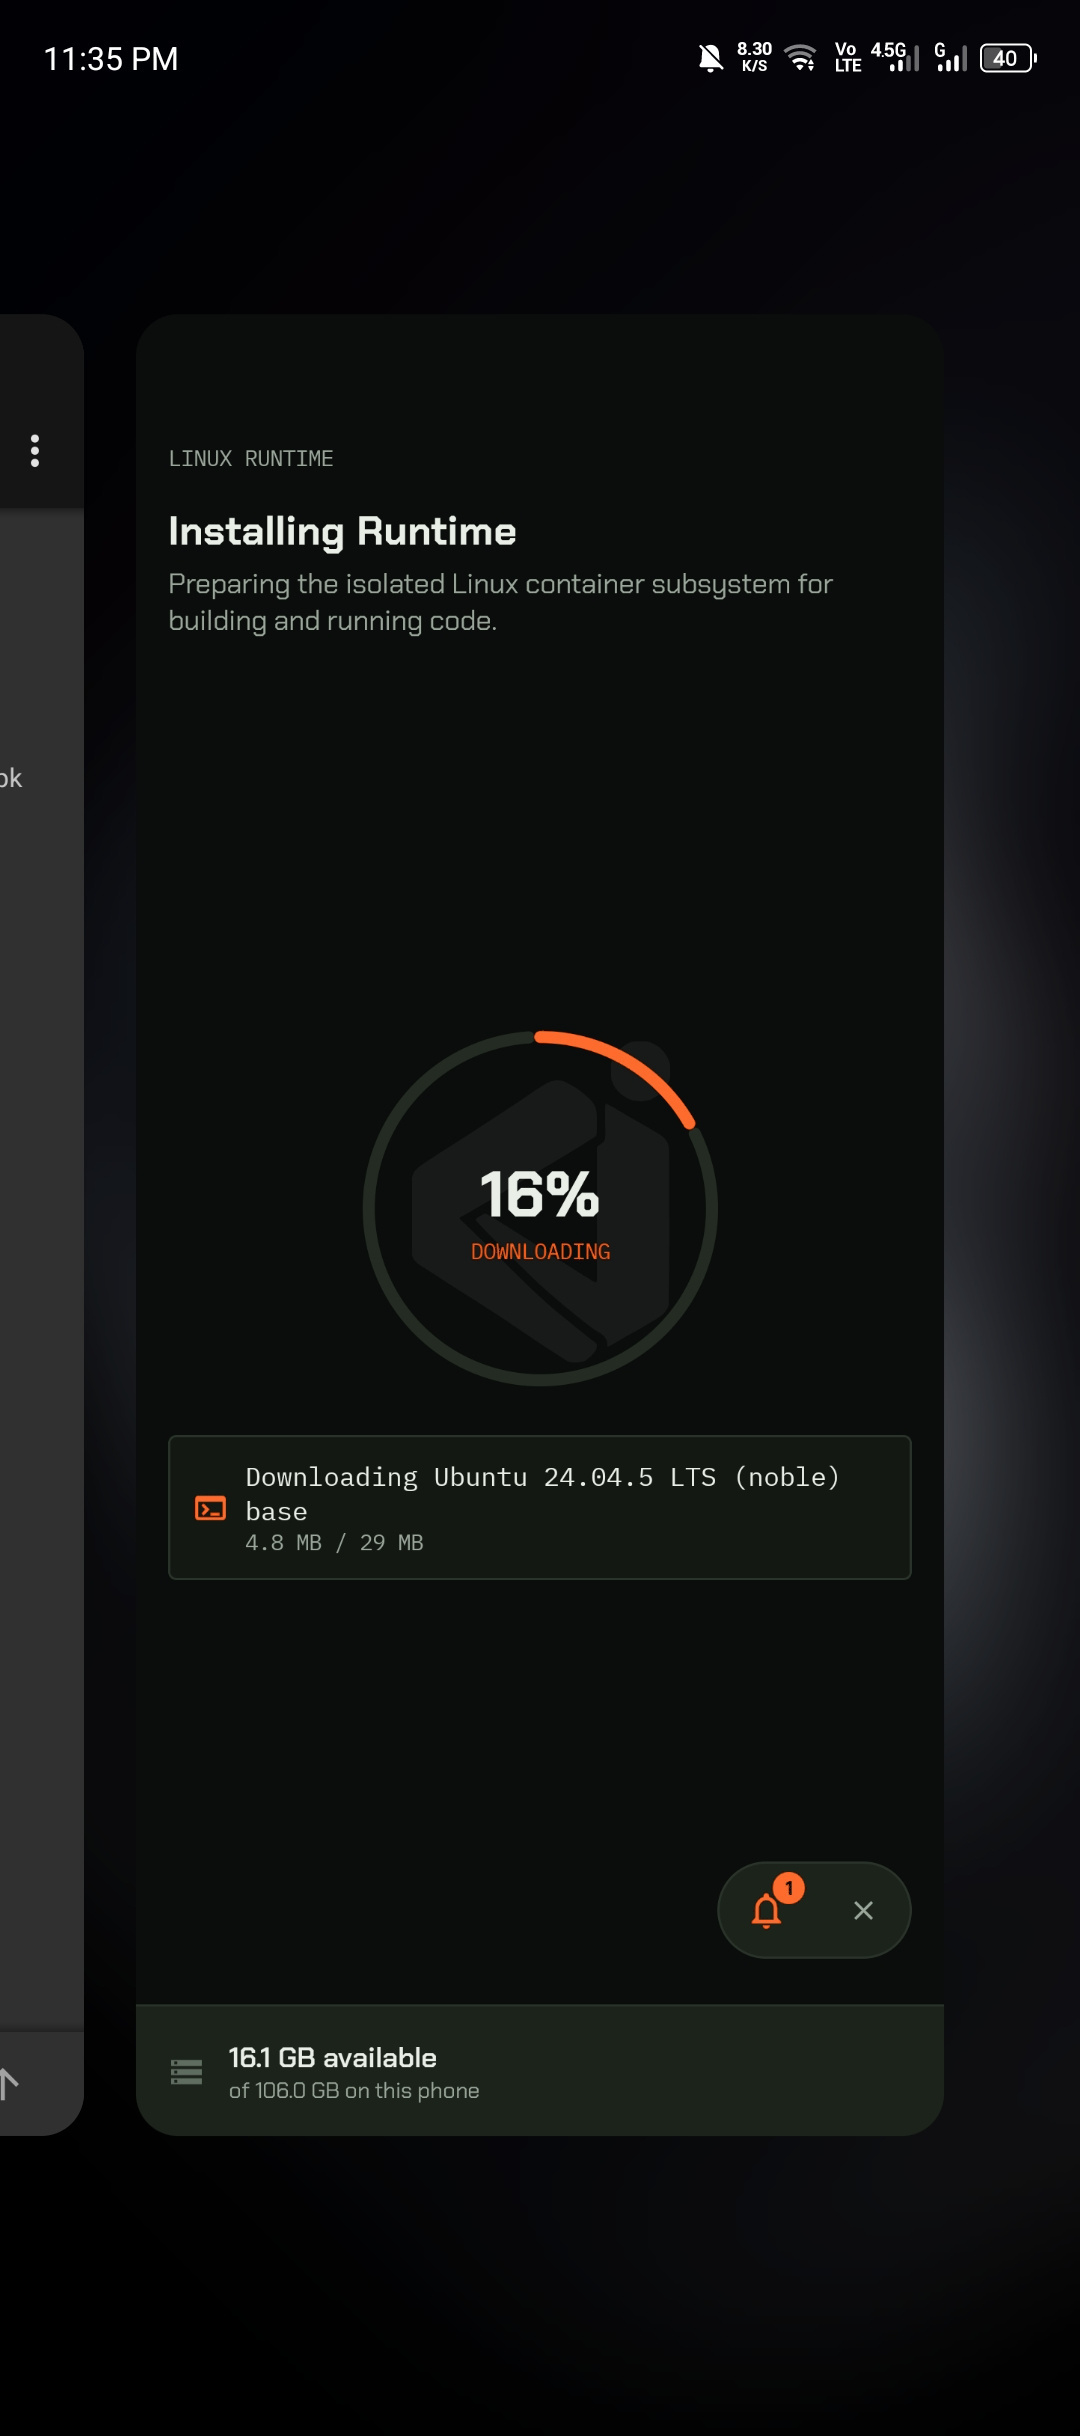 11:35 PM
8.30
K/S
Vo
LTE
4.5G
G
40
LINUX RUNTIME
Installing Runtime
Preparing the isolated Linux container subsystem for
building and running code.
ok
16%
DOWNLOADING
Downloading Ubuntu 24.04.5 LTS (noble)
base
4.8 MB / 29 MB
1
16.1 GB available
of 106.0 GB on this phone